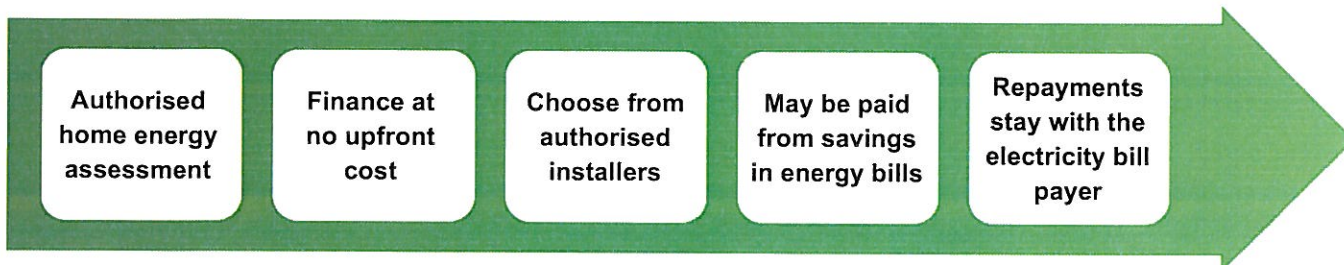 Authorised
home energy
assessment
Finance at
no upfront
cost
Choose from
authorised
installers
May be paid
from savings
in energy bills
Repayments
stay with the
electricity bill
payer